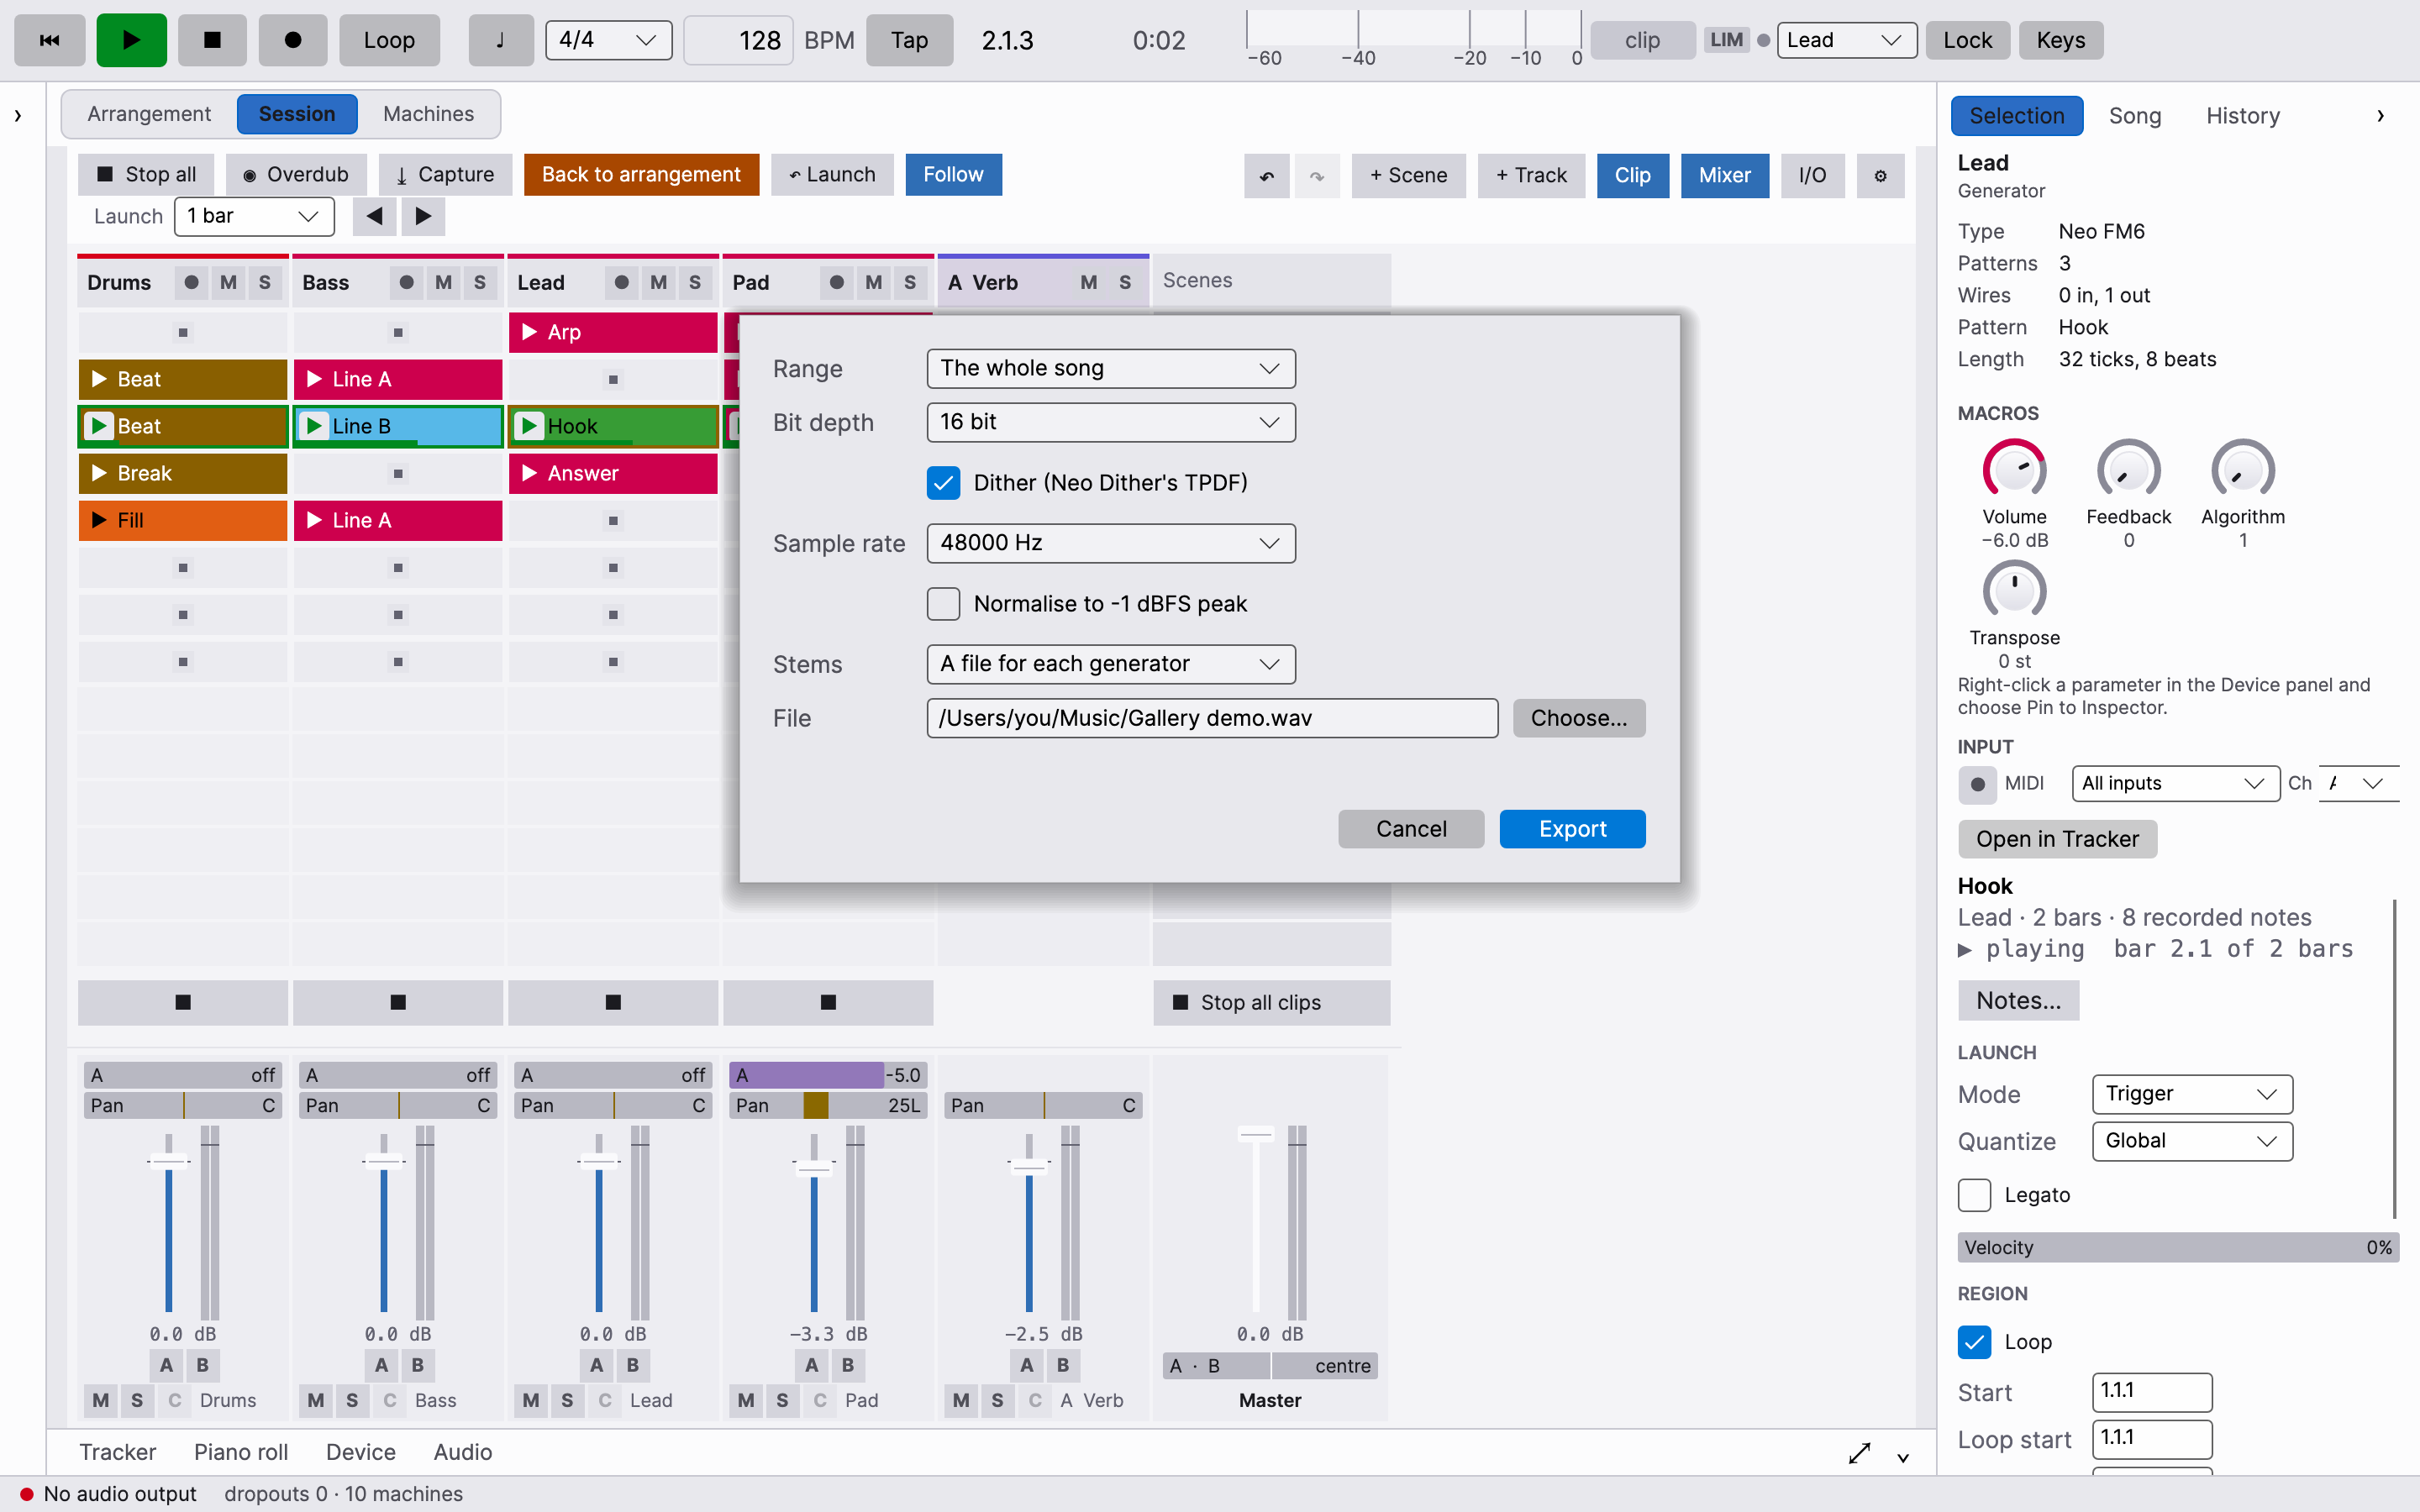 Loop
4/4
128 BPM
Tap
2.1.3
0:02
−60 −40 −20 −10 0
clip
LIM
Lead
Lock
Keys
Arrangement Session Machines
Stop all
Overdub
Capture
Back to arrangement
Launch
Follow
+ Scene
+ Track
Clip
Mixer
I/O
Launch 1 bar
Drums M S
Bass M S
Lead M S
Pad M S
A Verb M S
Scenes
Arp
Beat
Line A
Beat
Line B
Hook
Break
Answer
Fill
Line A
Range The whole song
Bit depth 16 bit
Dither (Neo Dither's TPDF)
Sample rate 48000 Hz
Normalise to -1 dBFS peak
Stems A file for each generator
File /Users/you/Music/Gallery demo.wav Choose...
Cancel Export
Stop all clips
A off
A off
A off
A -5.0
Pan C
Pan C
Pan C
Pan 25L
Pan C
0.0 dB
0.0 dB
0.0 dB
−3.3 dB
−2.5 dB
0.0 dB
A B
A B
A B
A B
A B
A · B centre
M S C Drums
M S C Bass
M S C Lead
M S C Pad
M S C A Verb
Master
Tracker Piano roll Device Audio
No audio output dropouts 0 · 10 machines
Selection Song History
Lead
Generator
Type Neo FM6
Patterns 3
Wires 0 in, 1 out
Pattern Hook
Length 32 ticks, 8 beats
MACROS
Volume Feedback Algorithm
−6.0 dB 0 1
Transpose
0 st
Right-click a parameter in the Device panel and
choose Pin to Inspector.
INPUT
MIDI All inputs Ch
Open in Tracker
Hook
Lead · 2 bars · 8 recorded notes
▶ playing bar 2.1 of 2 bars
Notes...
LAUNCH
Mode Trigger
Quantize Global
Legato
Velocity 0%
REGION
Loop
Start 1.1.1
Loop start 1.1.1